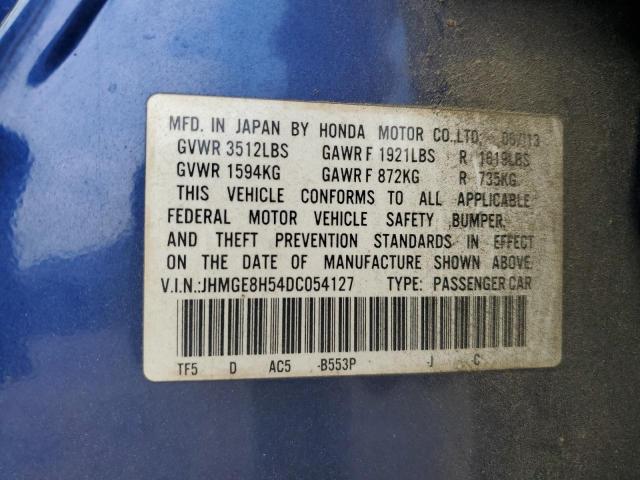 MFD. IN JAPAN BY HONDA MOTOR CO.,LTD. 06/13
GVWR 3512LBS GAWR F 1921LBS R 1619LBS
GVWR 1594KG GAWR F 872KG R 735KG
THIS VEHICLE CONFORMS TO ALL APPLICABLE
FEDERAL MOTOR VEHICLE SAFETY ,BUMPER,
AND THEFT PREVENTION STANDARDS IN EFFECT
ON THE DATE OF MANUFACTURE SHOWN ABOVE.
V.I.N.:JHMGE8H54DC054127 TYPE: PASSENGER CAR
TF5 D AC5 -B553P -J C